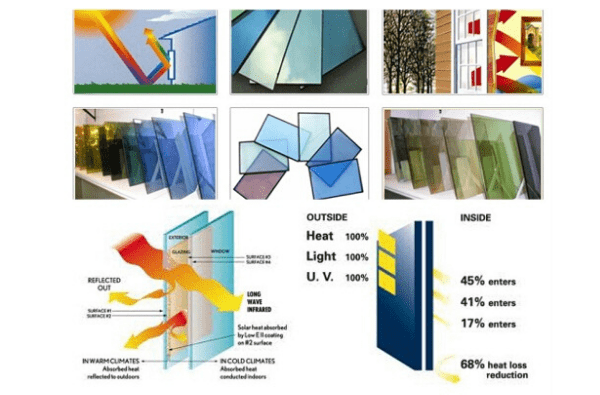 OUTSIDE
INSIDE
Heat 100%
Light 100%
U. V. 100%
45% enters
41% enters
17% enters
68% heat loss
reduction
EXTERIOR
GLAZING
WINDOW
SURFACE #3
SURFACE #4
REFLECTED
OUT
LONG
WAVE
INFRARED
SURFACE #1
SURFACE #2
Solar heat absorbed
by Low E II coating
on #2 surface
IN WARM CLIMATES
Absorbed heat
reflected to outdoors
IN COLD CLIMATES
Absorbed heat
conducted indoors